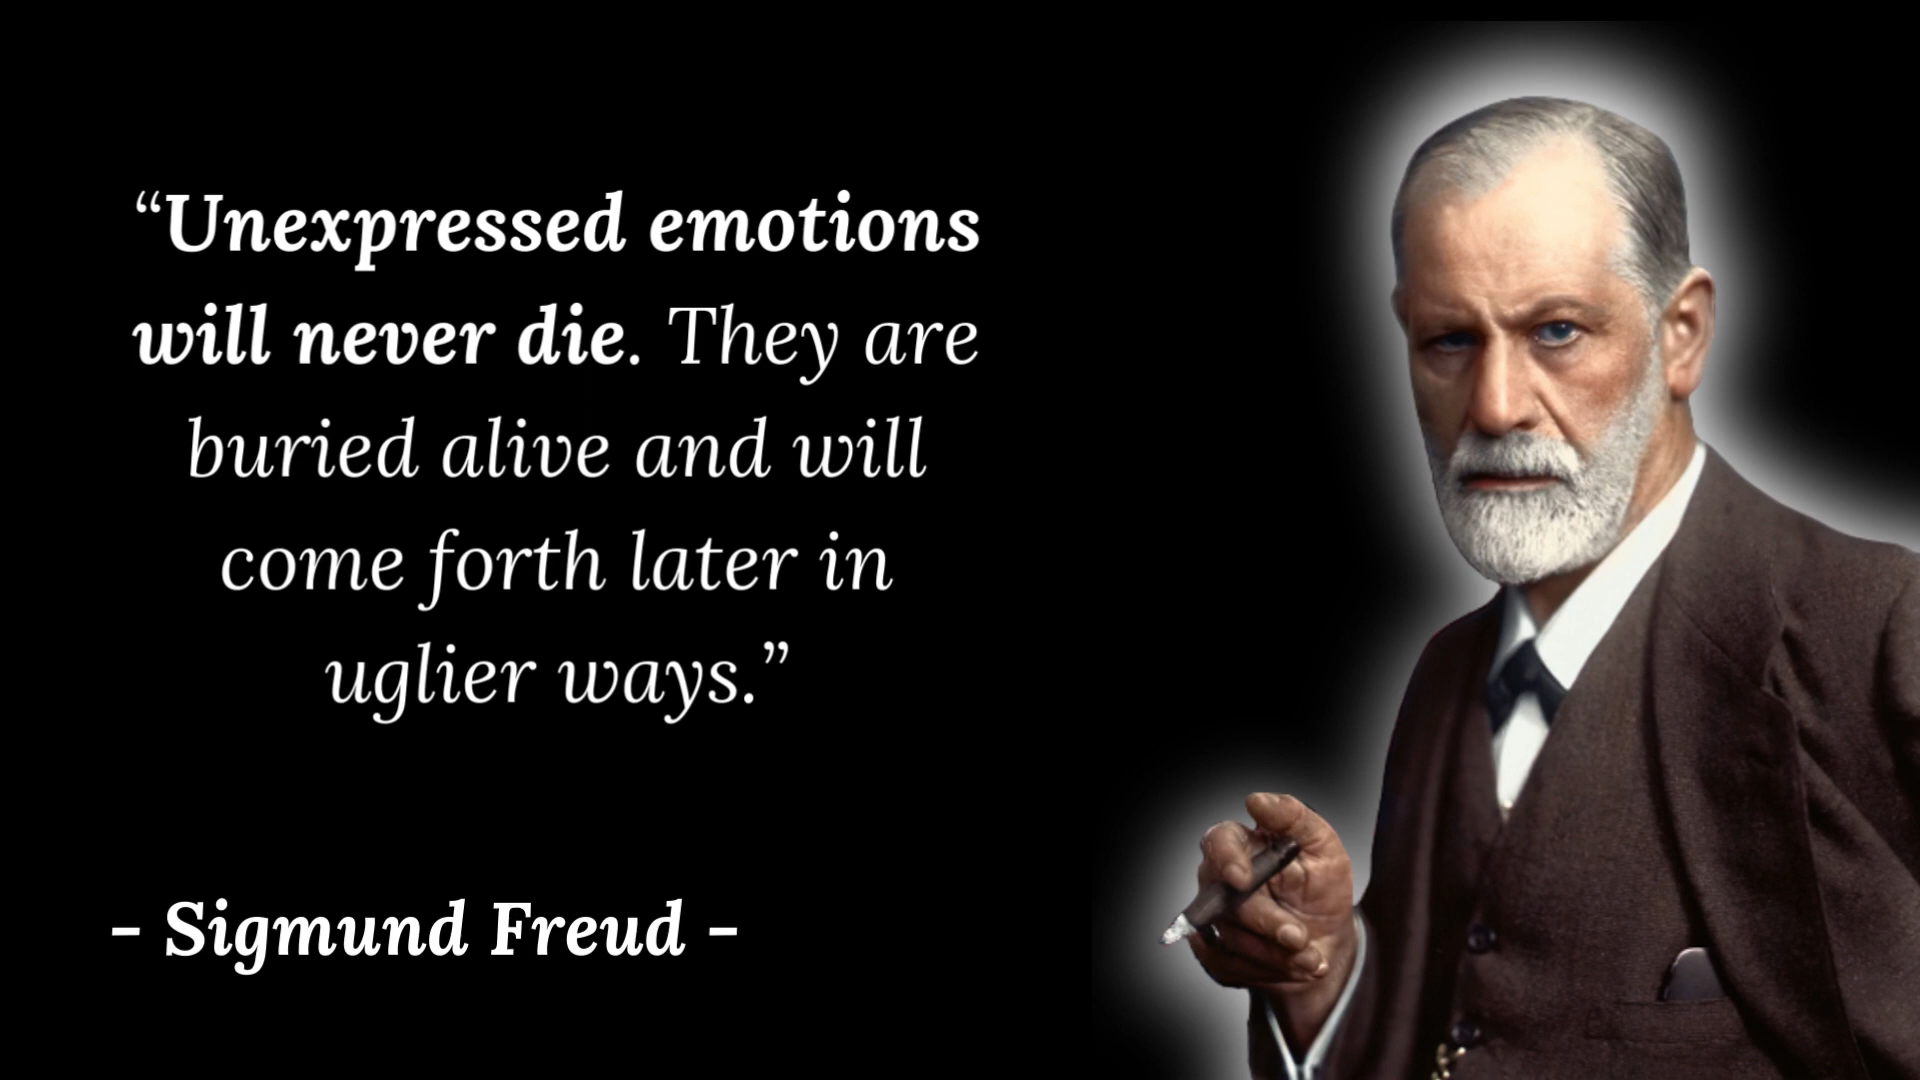 “Unexpressed emotions
will never die. They are
buried alive and will
come forth later in
uglier ways.”
- Sigmund Freud -